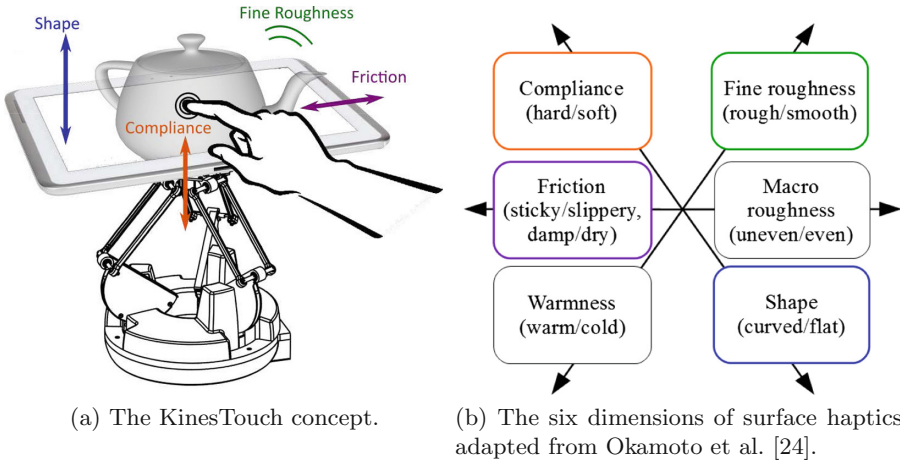 Shape
Fine Roughness
Friction
Compliance
(a) The KinesTouch concept.
Compliance
(hard/soft)
Fine roughness
(rough/smooth)
Friction
(sticky/slippery,
damp/dry)
Macro
roughness
(uneven/even)
Warmness
(warm/cold)
Shape
(curved/flat)
(b) The six dimensions of surface haptics
adapted from Okamoto et al. [24].